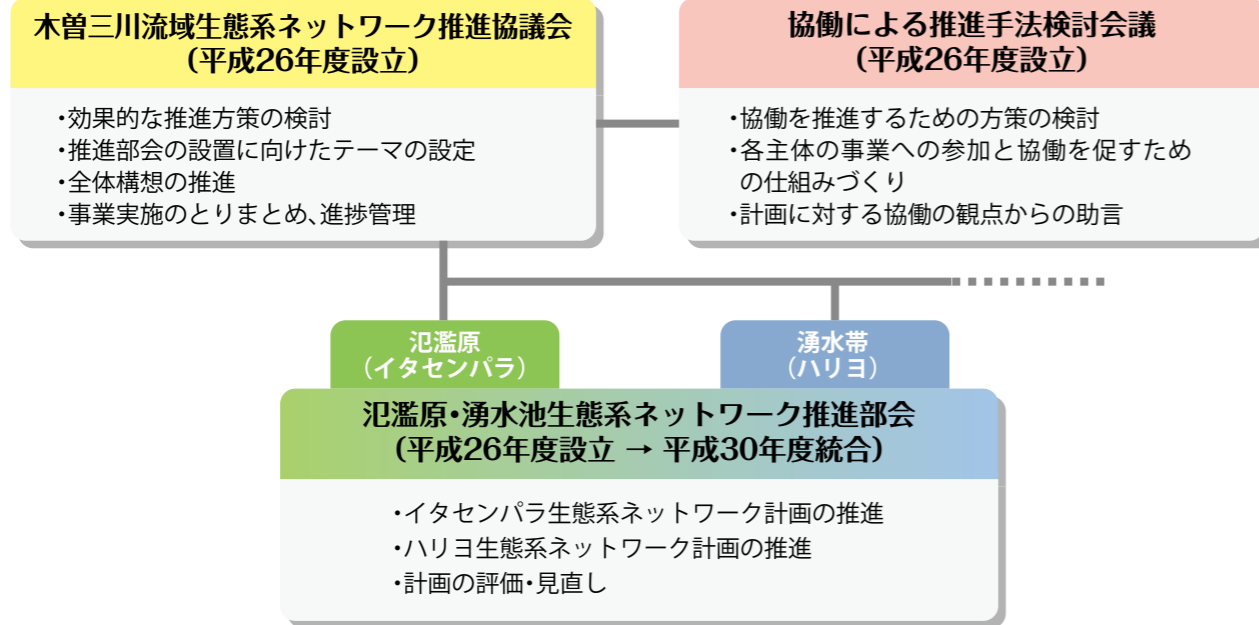 木曽三川流域生態系ネットワーク推進協議会
（平成26年度設立）
・効果的な推進方策の検討
・推進部会の設置に向けたテーマの設定
・全体構想の推進
・事業実施のとりまとめ、進捗管理
協働による推進手法検討会議
（平成26年度設立）
・協働を推進するための方策の検討
・各主体の事業への参加と協働を促すため
の仕組みづくり
・計画に対する協働の観点からの助言
氾濫原
（イタセンパラ）
湧水帯
（ハリヨ）
氾濫原・湧水池生態系ネットワーク推進部会
（平成26年度設立 → 平成30年度統合）
・イタセンパラ生態系ネットワーク計画の推進
・ハリヨ生態系ネットワーク計画の推進
・計画の評価・見直し